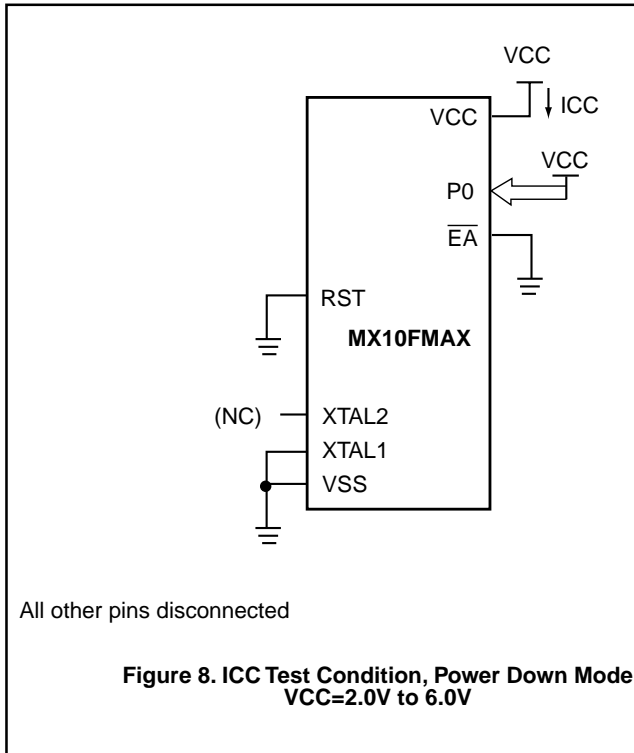 VCC
VCC
ICC
VCC
P0
EA
RST
MX10FMAX
(NC)
XTAL2
XTAL1
VSS
All other pins disconnected
Figure 8. ICC Test Condition, Power Down Mode
VCC=2.0V to 6.0V